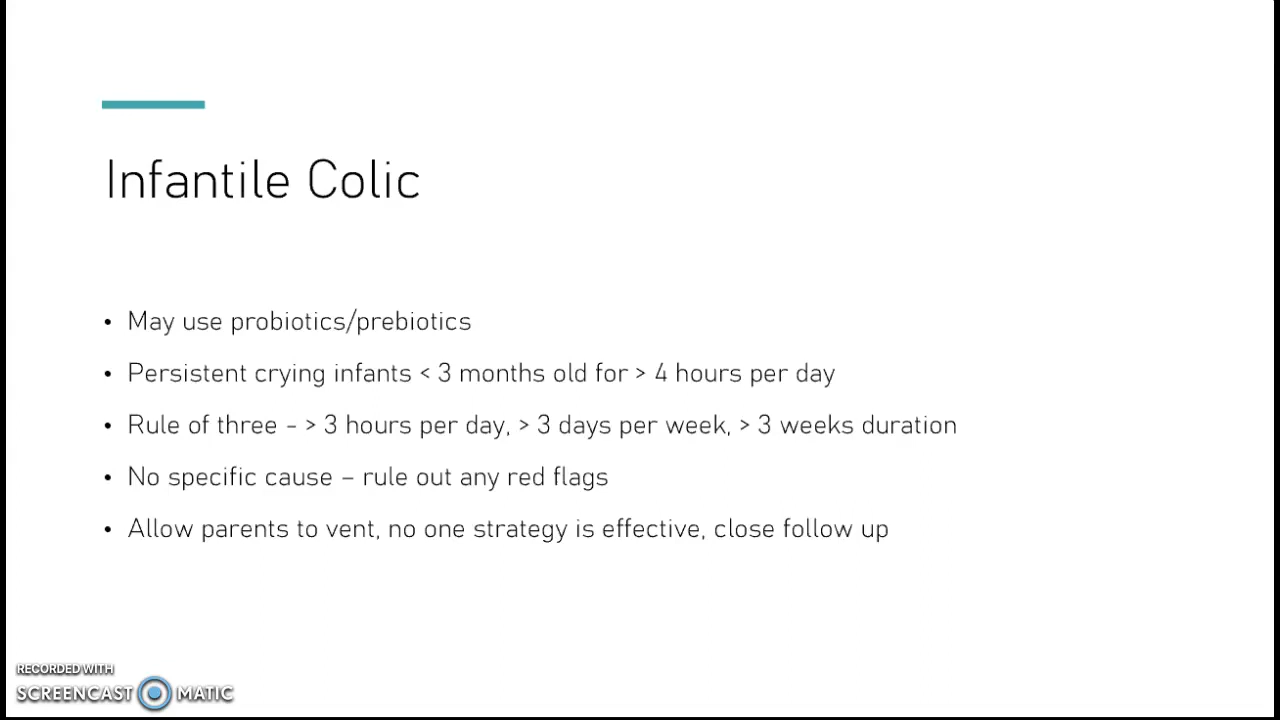 Infantile Colic
• May use probiotics/prebiotics
• Persistent crying infants < 3 months old for > 4 hours per day
• Rule of three – > 3 hours per day, > 3 days per week, > 3 weeks duration
• No specific cause – rule out any red flags
• Allow parents to vent, no one strategy is effective, close follow up
RECORDED WITH
SCREENCAST MATIC